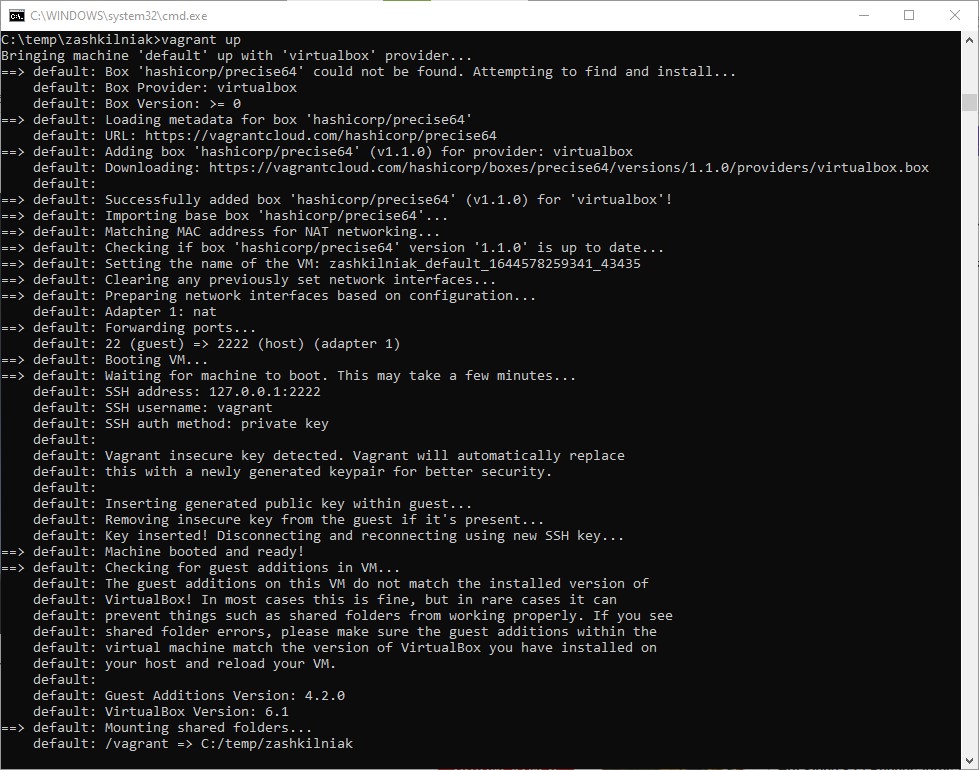 C:\WINDOWS\system32\cmd.exe
C:\temp\zashkilniak>vagrant up
Bringing machine 'default' up with 'virtualbox' provider...
==> default: Box 'hashicorp/precise64' could not be found. Attempting to find and install...
    default: Box Provider: virtualbox
    default: Box Version: >= 0
==> default: Loading metadata for box 'hashicorp/precise64'
    default: URL: https://vagrantcloud.com/hashicorp/precise64
==> default: Adding box 'hashicorp/precise64' (v1.1.0) for provider: virtualbox
    default: Downloading: https://vagrantcloud.com/hashicorp/boxes/precise64/versions/1.1.0/providers/virtualbox.box
    default:
==> default: Successfully added box 'hashicorp/precise64' (v1.1.0) for 'virtualbox'!
==> default: Importing base box 'hashicorp/precise64'...
==> default: Matching MAC address for NAT networking...
==> default: Checking if box 'hashicorp/precise64' version '1.1.0' is up to date...
==> default: Setting the name of the VM: zashkilniak_default_1644578259341_43435
==> default: Clearing any previously set network interfaces...
==> default: Preparing network interfaces based on configuration...
    default: Adapter 1: nat
==> default: Forwarding ports...
    default: 22 (guest) => 2222 (host) (adapter 1)
==> default: Booting VM...
==> default: Waiting for machine to boot. This may take a few minutes...
    default: SSH address: 127.0.0.1:2222
    default: SSH username: vagrant
    default: SSH auth method: private key
    default:
    default: Vagrant insecure key detected. Vagrant will automatically replace
    default: this with a newly generated keypair for better security.
    default:
    default: Inserting generated public key within guest...
    default: Removing insecure key from the guest if it's present...
    default: Key inserted! Disconnecting and reconnecting using new SSH key...
==> default: Machine booted and ready!
==> default: Checking for guest additions in VM...
    default: The guest additions on this VM do not match the installed version of
    default: VirtualBox! In most cases this is fine, but in rare cases it can
    default: prevent things such as shared folders from working properly. If you see
    default: shared folder errors, please make sure the guest additions within the
    default: virtual machine match the version of VirtualBox you have installed on
    default: your host and reload your VM.
    default:
    default: Guest Additions Version: 4.2.0
    default: VirtualBox Version: 6.1
==> default: Mounting shared folders...
    default: /vagrant => C:/temp/zashkilniak